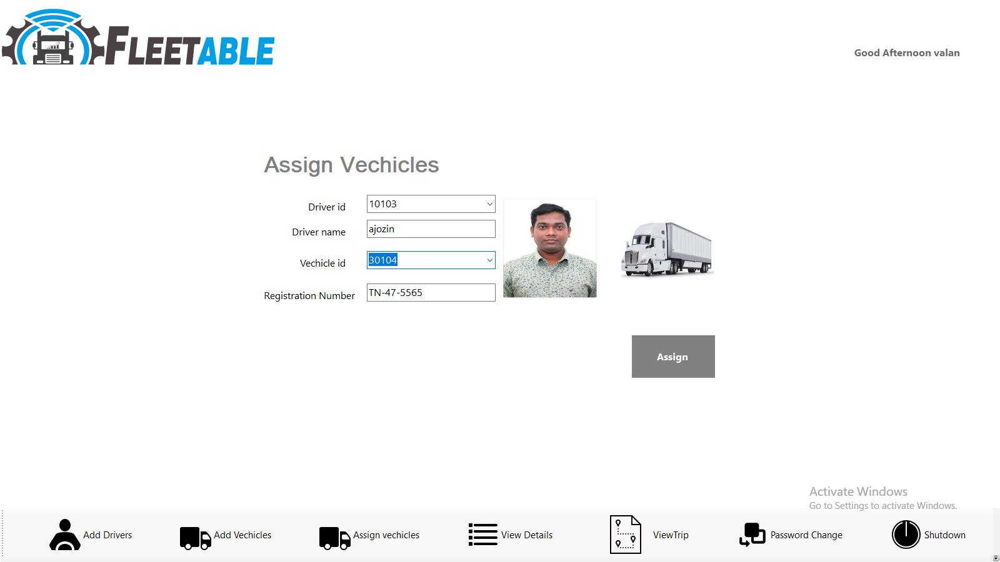 FLEETABLE
Good Afternoon valan
Assign Vechicles
Driver id 10103
Driver name ajozin
Vechicle id 30104
Registration Number TN-47-5565
Assign
Activate Windows
Go to Settings to activate Windows.
Add Drivers Add Vechicles Assign vechicles View Details ViewTrip Password Change Shutdown